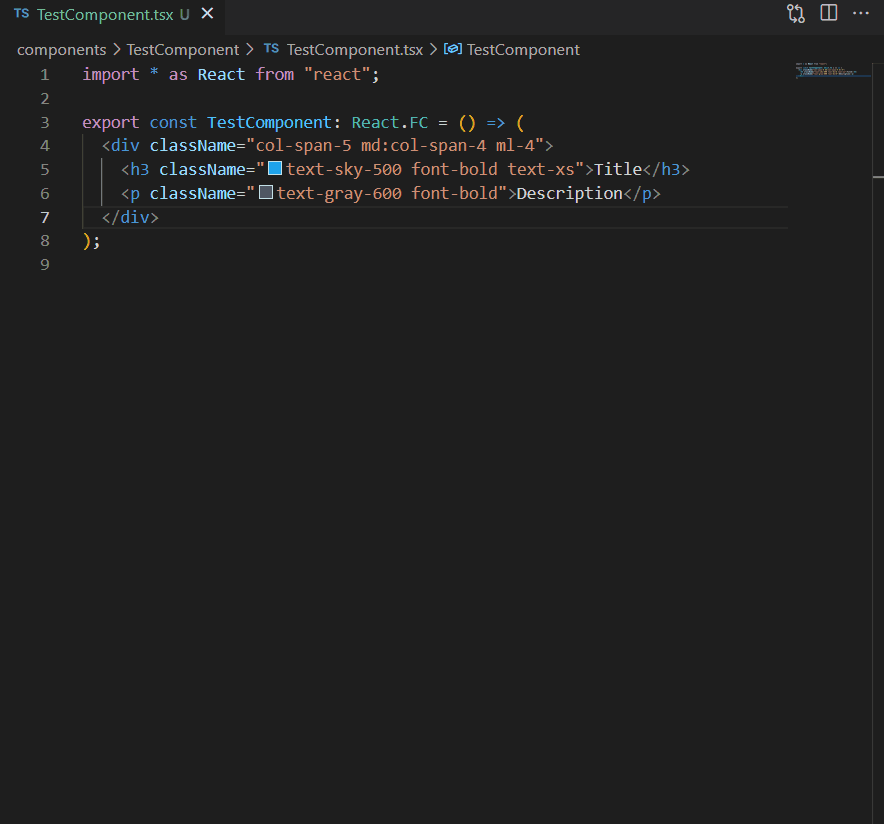 TS TestComponent.tsx U
components > TestComponent > TS TestComponent.tsx > TestComponent
1 import * as React from "react";
2
3 export const TestComponent: React.FC = () => (
4   <div className="col-span-5 md:col-span-4 ml-4">
5     <h3 className="text-sky-500 font-bold text-xs">Title</h3>
6     <p className="text-gray-600 font-bold">Description</p>
7   </div>
8 );
9